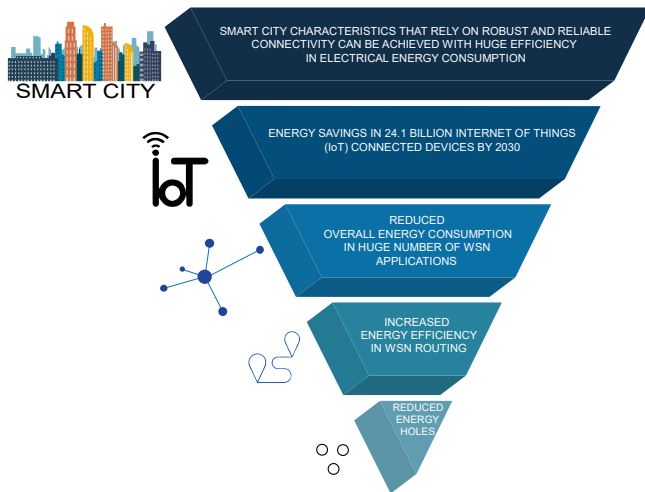 SMART CITY CHARACTERISTICS THAT RELY ON ROBUST AND RELIABLE
CONNECTIVITY CAN BE ACHIEVED WITH HUGE EFFICIENCY
IN ELECTRICAL ENERGY CONSUMPTION
SMART CITY
ENERGY SAVINGS IN 24.1 BILLION INTERNET OF THINGS
(IoT) CONNECTED DEVICES BY 2030
IoT
REDUCED
OVERALL ENERGY CONSUMPTION
IN HUGE NUMBER OF WSN
APPLICATIONS
INCREASED
ENERGY EFFICIENCY
IN WSN ROUTING
REDUCED
ENERGY
HOLES